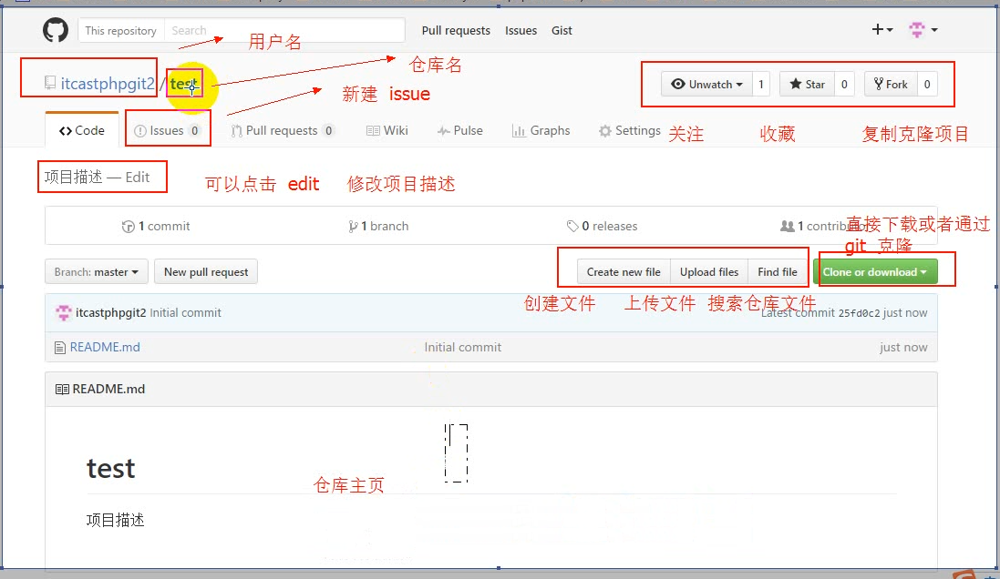 This repository Search Pull requests Issues Gist
用户名
仓库名
itcastphpgit2 / test
新建 issue
Unwatch 1 Star 0 Fork 0
Code Issues 0 Pull requests 0 Wiki Pulse Graphs Settings
关注 收藏 复制克隆项目
项目描述 — Edit
可以点击 edit 修改项目描述
1 commit 1 branch 0 releases 1 contributor
直接下载或者通过
git 克隆
Branch: master New pull request Create new file Upload files Find file Clone or download
创建文件 上传文件 搜索仓库文件
itcastphpgit2 Initial commit Latest commit 25fd0c2 just now
README.md Initial commit just now
README.md
test
仓库主页
项目描述